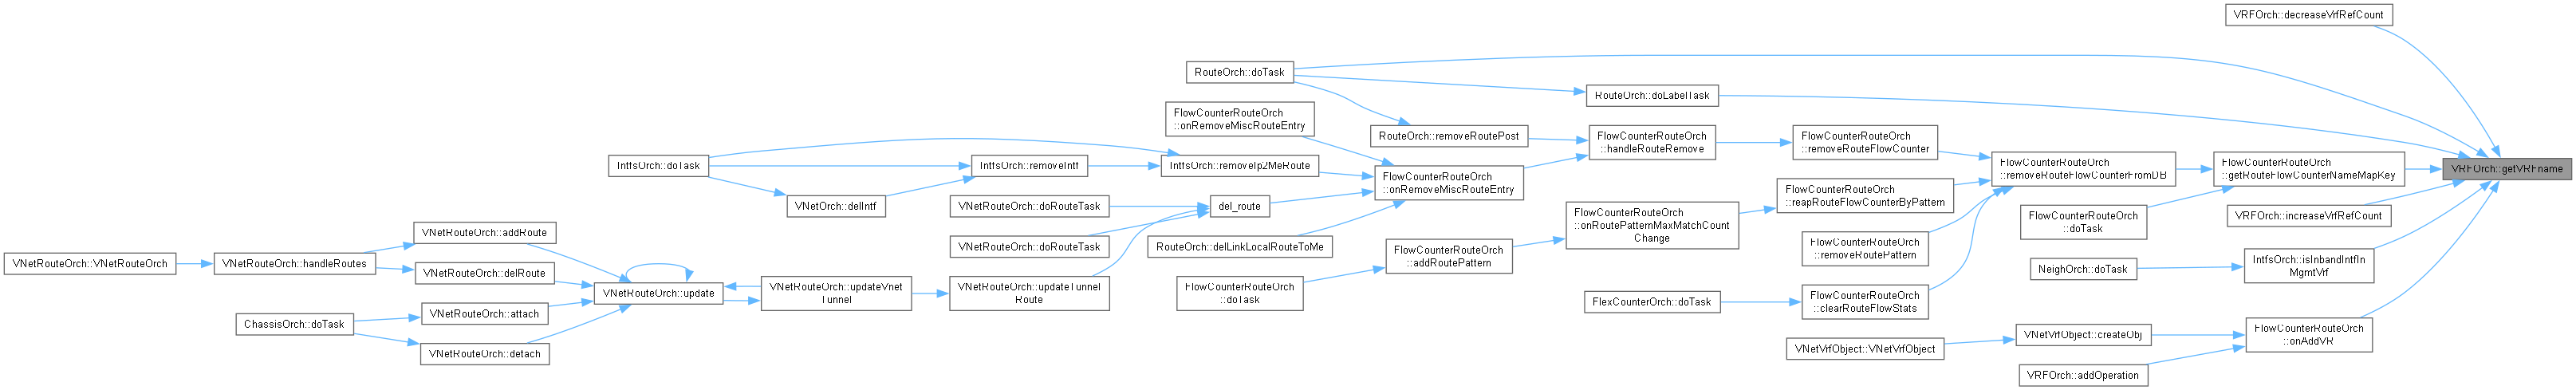 VRFOrch::decreaseVrfRefCount
RouteOrch::doTask
RouteOrch::doLabelTask
FlowCounterRouteOrch
::onRemoveMiscRouteEntry
RouteOrch::removeRoutePost
FlowCounterRouteOrch
::handleRouteRemove
FlowCounterRouteOrch
::removeRouteFlowCounter
IntfsOrch::doTask
IntfsOrch::removeIntf
IntfsOrch::removeIp2MeRoute
FlowCounterRouteOrch
::onRemoveMiscRouteEntry
FlowCounterRouteOrch
::removeRouteFlowCounterFromDB
FlowCounterRouteOrch
::getRouteFlowCounterNameMapKey
VRFOrch::getVRFname
VNetOrch::delIntf
VNetRouteOrch::doRouteTask
del_route
FlowCounterRouteOrch
::reapRouteFlowCounterByPattern
VRFOrch::increaseVrfRefCount
FlowCounterRouteOrch
::doTask
FlowCounterRouteOrch
::onRoutePatternMaxMatchCount
Change
VNetRouteOrch::addRoute
VNetRouteOrch::doRouteTask
RouteOrch::delLinkLocalRouteToMe
FlowCounterRouteOrch
::addRoutePattern
FlowCounterRouteOrch
::removeRoutePattern
VNetRouteOrch::VNetRouteOrch
VNetRouteOrch::handleRoutes
VNetRouteOrch::delRoute
NeighOrch::doTask
IntfsOrch::isInbandIntfIn
MgmtVrf
VNetRouteOrch::update
VNetRouteOrch::updateVnet
Tunnel
VNetRouteOrch::updateTunnel
Route
FlowCounterRouteOrch
::doTask
FlexCounterOrch::doTask
FlowCounterRouteOrch
::clearRouteFlowStats
VNetRouteOrch::attach
ChassisOrch::doTask
VNetRouteOrch::detach
VNetVrfObject::VNetVrfObject
VNetVrfObject::createObj
FlowCounterRouteOrch
::onAddVR
VRFOrch::addOperation